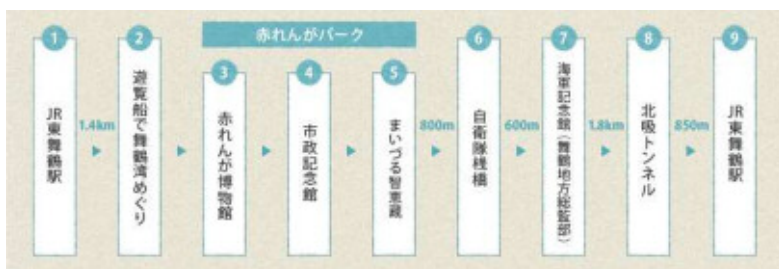 1
JR東舞鶴駅
1.4km
2
遊覧船で舞鶴湾めぐり
赤れんがパーク
3
赤れんが博物館
4
市政記念館
5
まいづる智恵蔵
800m
6
自衛隊桟橋
600m
7
海軍記念館（舞鶴地方総監部）
1.8km
8
北吸トンネル
850m
9
JR東舞鶴駅